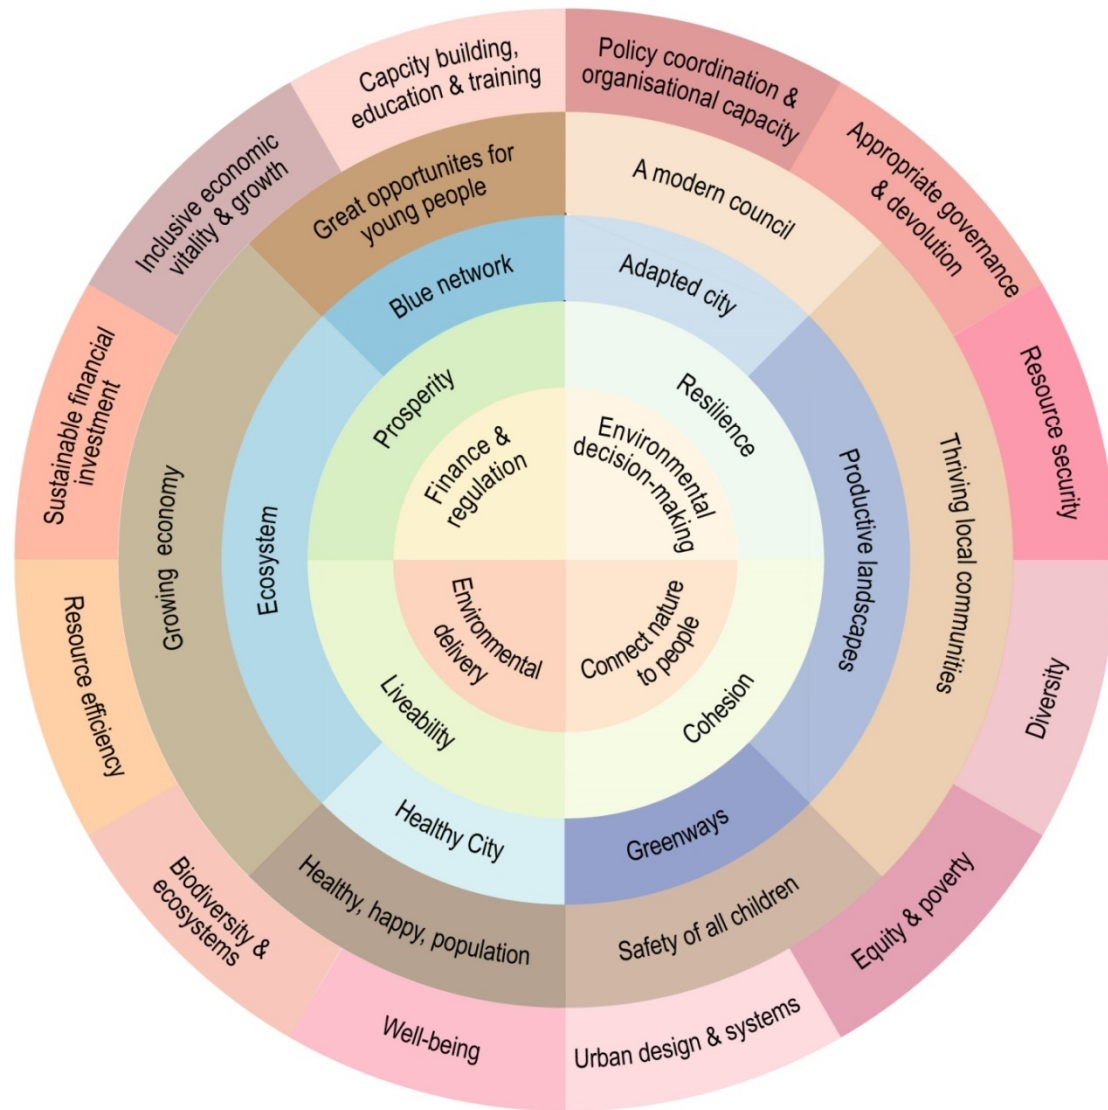 Capcity building,
education & training
Policy coordination &
organisational capacity
Appropriate governance
& devolution
Resource security
Diversity
Equity & poverty
Urban design & systems
Well-being
Biodiversity &
ecosystems
Resource efficiency
Sustainable financial
investment
Inclusive economic
vitality & growth
Great opportunites for
young people
A modern council
Thriving local communities
Safety of all children
Healthy, happy, population
Growing economy
Blue network
Adapted city
Productive landscapes
Greenways
Healthy City
Ecosystem
Prosperity
Resilience
Cohesion
Liveability
Finance &
regulation
Environmental
decision-making
Connect nature
to people
Environmental
delivery